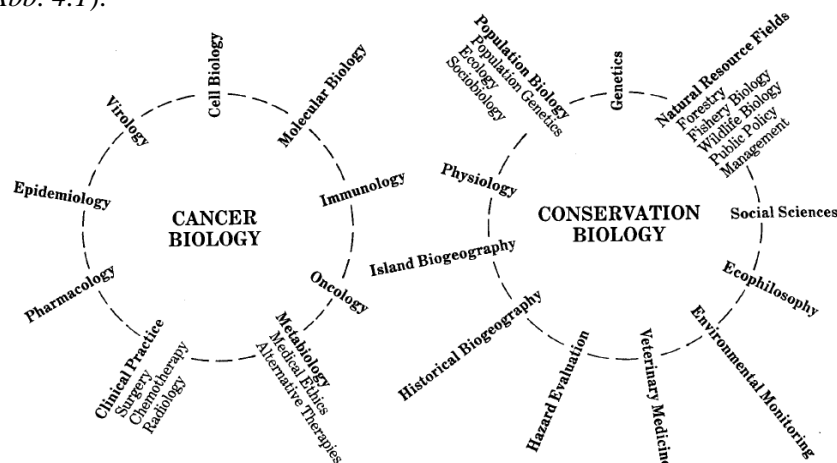 Abb. 4.1).
Cell Biology
Molecular Biology
Immunology
Oncology
Metabiology
Medical Ethics
Alternative Therapies
Clinical Practice
Surgery
Chemotherapy
Radiology
Pharmacology
Epidemiology
Virology
CANCER
BIOLOGY
Population Biology
Population Genetics
Ecology
Sociobiology
Genetics
Natural Resource Fields
Forestry
Fishery Biology
Wildlife Biology
Public Policy
Management
Social Sciences
Ecophilosophy
Environmental Monitoring
Veterinary Medicine
Hazard Evaluation
Historical Biogeography
Island Biogeography
Physiology
CONSERVATION
BIOLOGY